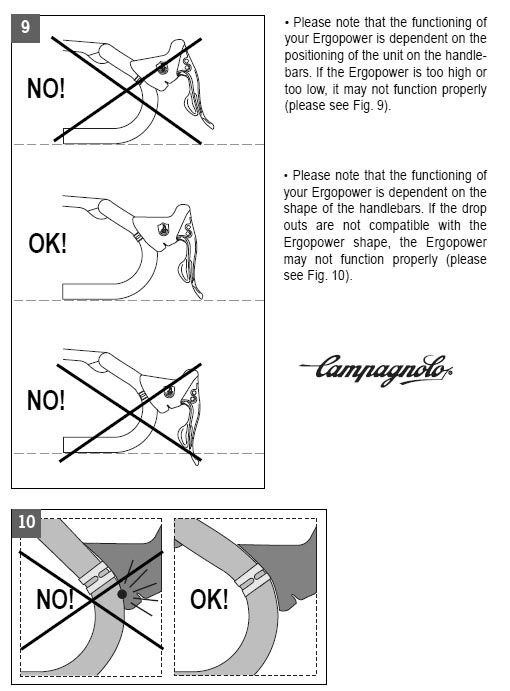 9
NO!
OK!
NO!
• Please note that the functioning of
your Ergopower is dependent on the
positioning of the unit on the handle-
bars. If the Ergopower is too high or
too low, it may not function properly
(please see Fig. 9).
• Please note that the functioning of
your Ergopower is dependent on the
shape of the handlebars. If the drop
outs are not compatible with the
Ergopower shape, the Ergopower
may not function properly (please
see Fig. 10).
Campagnolo
10
NO!
OK!